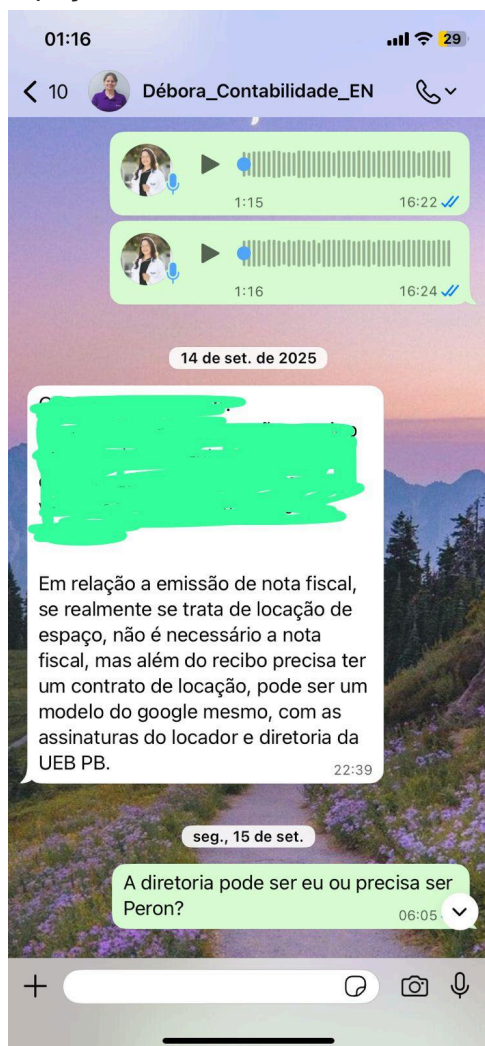 01:16
29
10
Débora_Contabilidade_EN
1:15
16:22
1:16
16:24
14 de set. de 2025
Em relação a emissão de nota fiscal,
se realmente se trata de locação de
espaço, não é necessário a nota
fiscal, mas além do recibo precisa ter
um contrato de locação, pode ser um
modelo do google mesmo, com as
assinaturas do locador e diretoria da
UEB PB.
22:39
seg., 15 de set.
A diretoria pode ser eu ou precisa ser
Peron?
06:05